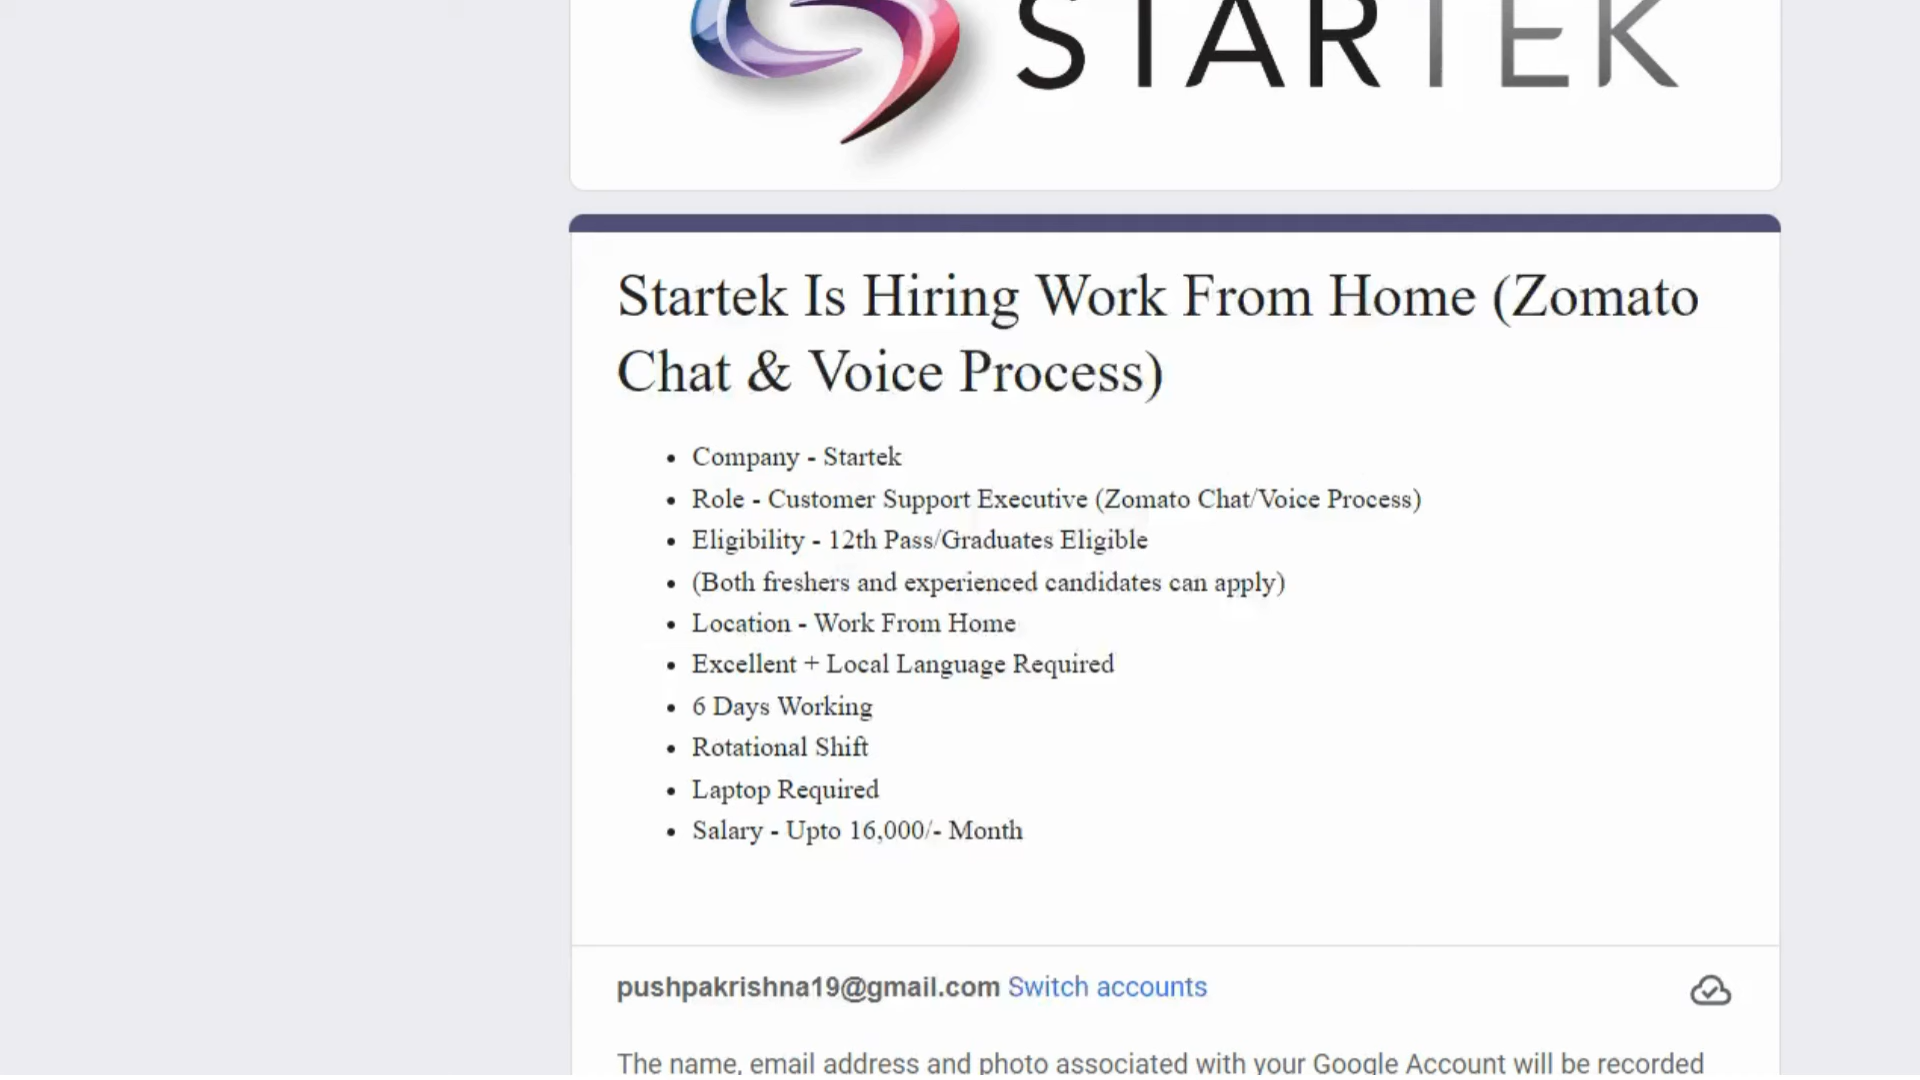 STARTEK
Startek Is Hiring Work From Home (Zomato
Chat & Voice Process)
Company - Startek
Role - Customer Support Executive (Zomato Chat/Voice Process)
Eligibility - 12th Pass/Graduates Eligible
(Both freshers and experienced candidates can apply)
Location - Work From Home
Excellent + Local Language Required
6 Days Working
Rotational Shift
Laptop Required
Salary - Upto 16,000/- Month
pushpakrishna19@gmail.com Switch accounts
The name, email address and photo associated with your Google Account will be recorded